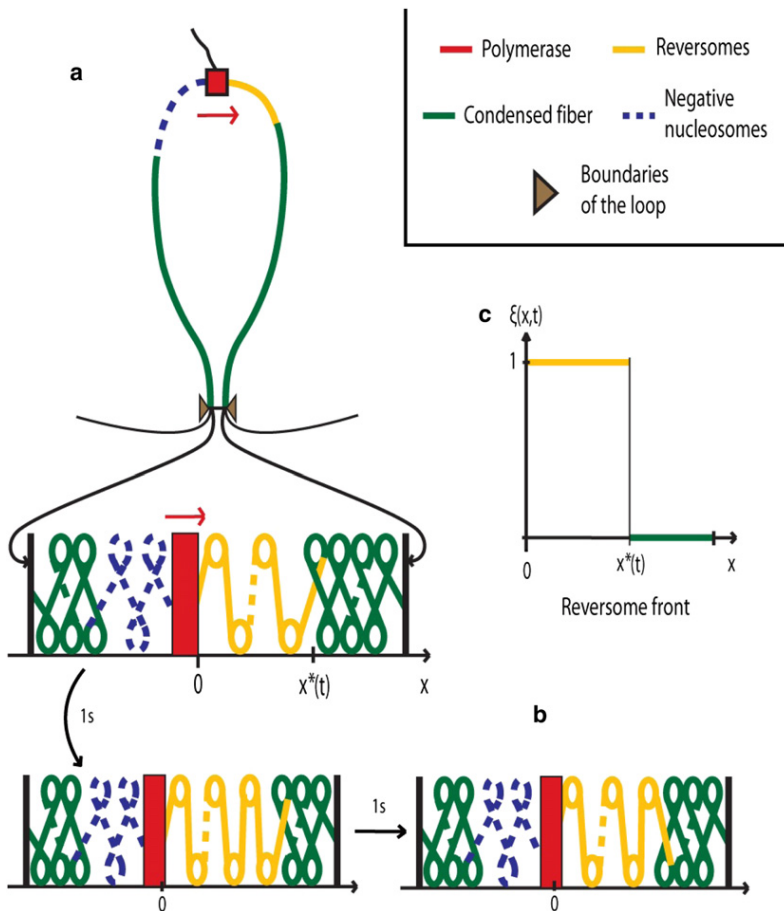 a
Polymerase
Reversomes
Condensed fiber
Negative
nucleosomes
Boundaries
of the loop
c
ξ(x,t)
1
0
x*(t)
x
Reversome front
0
x*(t)
x
1s
b
1s
0
0